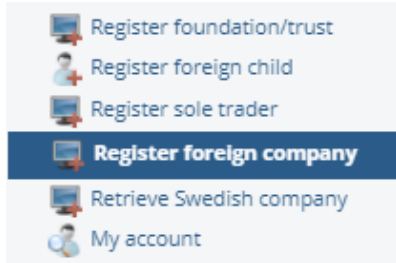 Register foundation/trust
Register foreign child
Register sole trader
Register foreign company
Retrieve Swedish company
My account